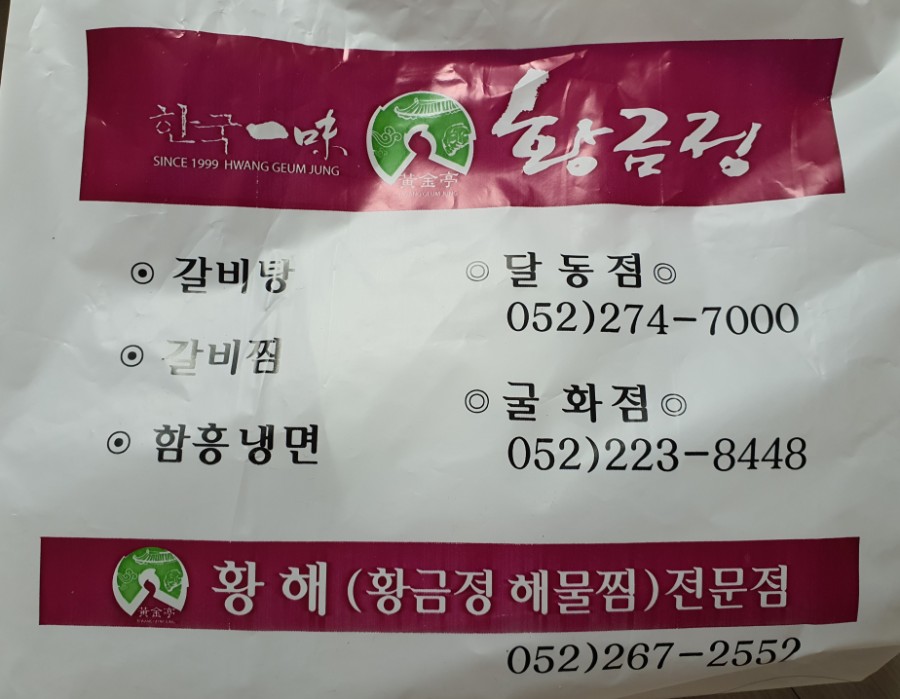 한국一味
SINCE 1999 HWANG GEUM JUNG
黃金亭
황금정
⊙ 갈비탕
⊙ 갈비찜
⊙ 함흥냉면
◎ 달동점 ◎
052)274-7000
◎ 굴화점 ◎
052)223-8448
黃金亭
황해 (황금정 해물찜) 전문점
052)267-2552